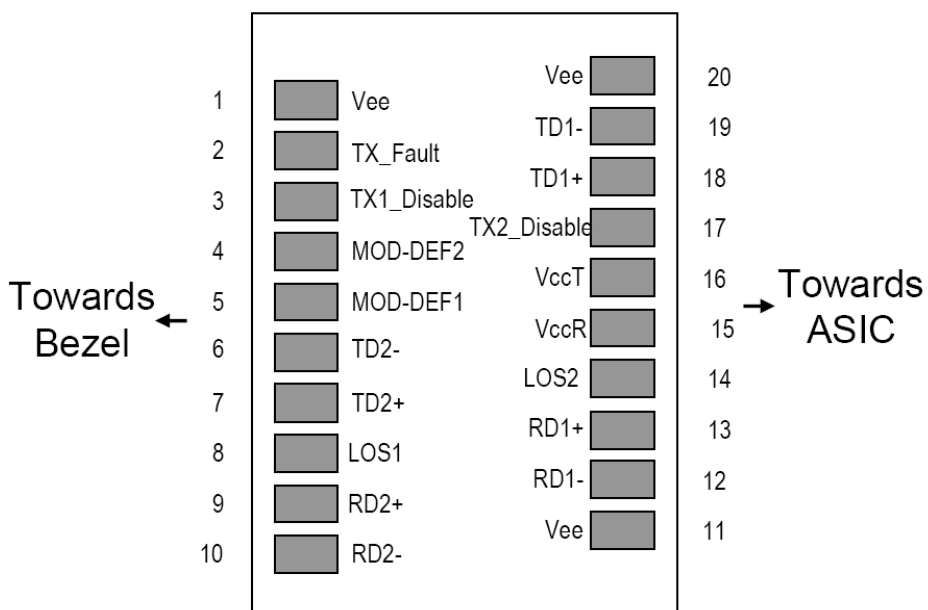 1 Vee
2 TX_Fault
3 TX1_Disable
4 MOD-DEF2
5 MOD-DEF1
6 TD2-
7 TD2+
8 LOS1
9 RD2+
10 RD2-
Towards
Bezel
Vee 20
TD1- 19
TD1+ 18
TX2_Disable 17
VccT 16
VccR 15
LOS2 14
RD1+ 13
RD1- 12
Vee 11
Towards
ASIC